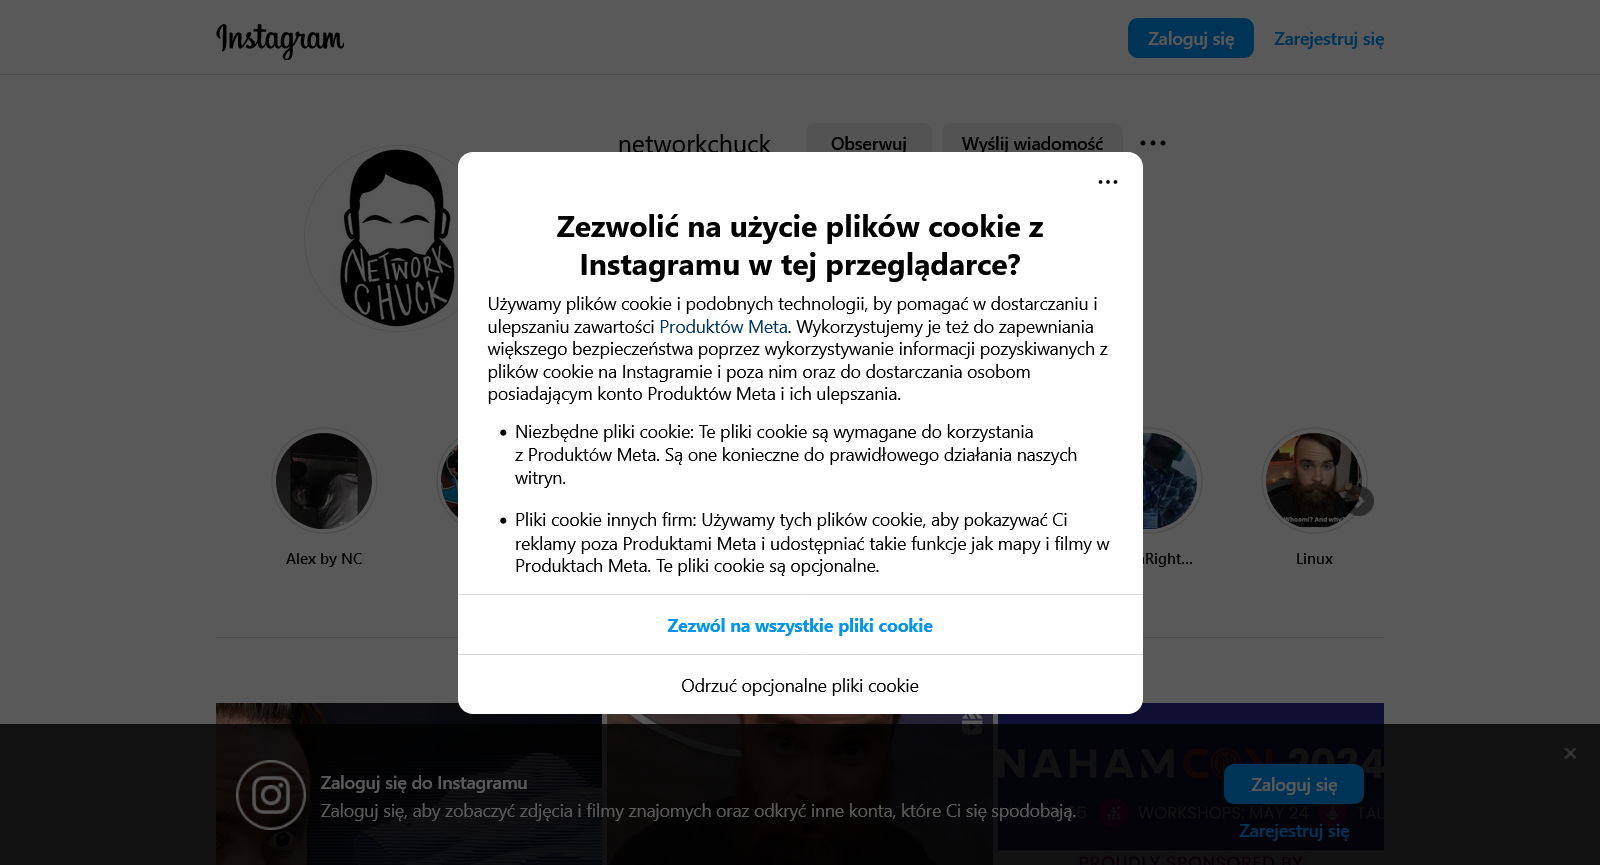 Instagram
Zaloguj się
Zarejestruj się
networkchuck
Obserwuj
Wyślij wiadomość
NETWORK
CHUCK
Zezwolić na użycie plików cookie z
Instagramu w tej przeglądarce?
Używamy plików cookie i podobnych technologii, by pomagać w dostarczaniu i
ulepszaniu zawartości Produktów Meta. Wykorzystujemy je też do zapewniania
większego bezpieczeństwa poprzez wykorzystywanie informacji pozyskiwanych z
plików cookie na Instagramie i poza nim oraz do dostarczania osobom
posiadającym konto Produktów Meta i ich ulepszania.
• Niezbędne pliki cookie: Te pliki cookie są wymagane do korzystania
z Produktów Meta. Są one konieczne do prawidłowego działania naszych
witryn.
• Pliki cookie innych firm: Używamy tych plików cookie, aby pokazywać Ci
reklamy poza Produktami Meta i udostępniać takie funkcje jak mapy i filmy w
Produktach Meta. Te pliki cookie są opcjonalne.
Zezwól na wszystkie pliki cookie
Odrzuć opcjonalne pliki cookie
Whoami? And why?
Alex by NC
Right...
Linux
NAHAMCON 2024
Zaloguj się do Instagramu
Zaloguj się, aby zobaczyć zdjęcia i filmy znajomych oraz odkryć inne konta, które Ci się spodobają.
Zaloguj się
Zarejestruj się
WORKSHOPS: MAY 24
PROUDLY SPONSORED BY